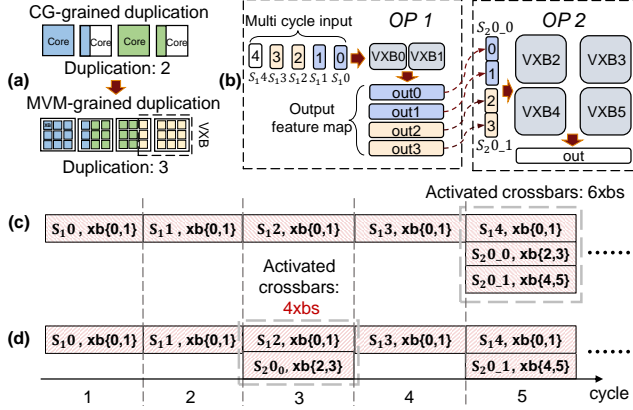 CG-grained duplication
Core
Core
Core
Core
Duplication: 2
(a)
MVM-grained duplication
VXB
Duplication: 3
(b)
Multi cycle input
OP 1
4 3 2 1 0
S₁4 S₁3 S₁2 S₁1 S₁0
VXB0 VXB1
Output
feature map
out0
out1
out2
out3
S₂0_0
0
1
2
3
S₂0_1
OP 2
VXB2 VXB3
VXB4 VXB5
out
Activated crossbars: 6xbs
(c)
S₁0 , xb{0,1} S₁1 , xb{0,1} S₁2, xb{0,1} S₁3, xb{0,1} S₁4, xb{0,1}
S₂0_0, xb{2,3}
S₂0_1, xb{4,5}
......
Activated
crossbars:
4xbs
(d)
S₁0 , xb{0,1} S₁1 , xb{0,1} S₁2, xb{0,1} S₁3, xb{0,1} S₁4, xb{0,1}
S₂0₀, xb{2,3} S₂0_1, xb{4,5}
......
1 2 3 4 5 cycle